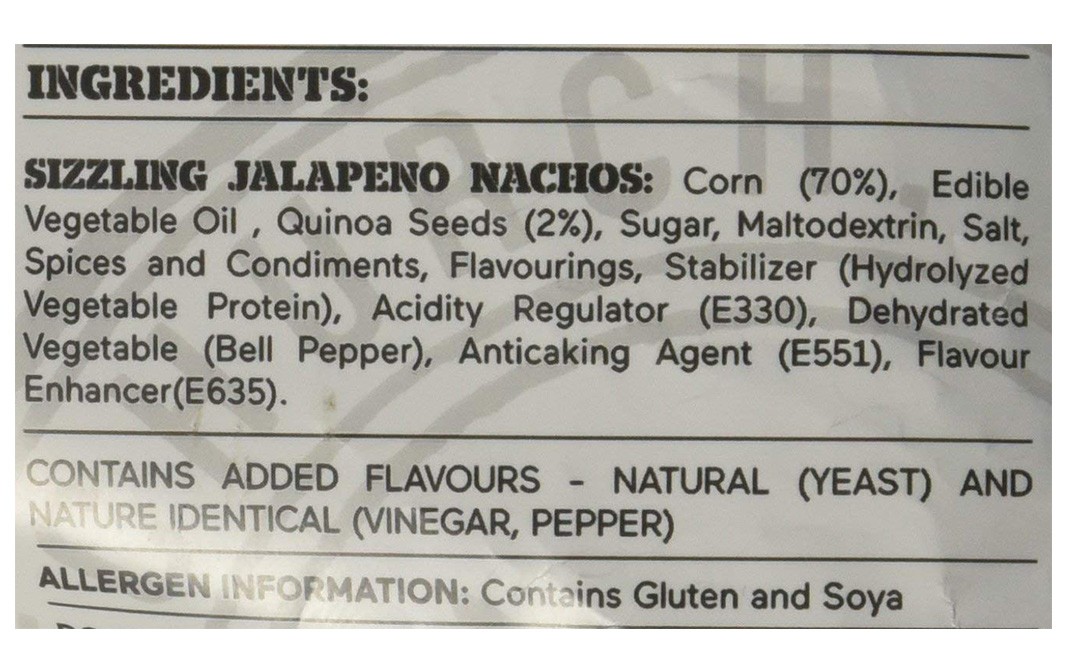 INGREDIENTS:
SIZZLING JALAPENO NACHOS: Corn (70%), Edible
Vegetable Oil , Quinoa Seeds (2%), Sugar, Maltodextrin, Salt,
Spices and Condiments, Flavourings, Stabilizer (Hydrolyzed
Vegetable Protein), Acidity Regulator (E330), Dehydrated
Vegetable (Bell Pepper), Anticaking Agent (E551), Flavour
Enhancer(E635).
CONTAINS ADDED FLAVOURS - NATURAL (YEAST) AND
NATURE IDENTICAL (VINEGAR, PEPPER)
ALLERGEN INFORMATION: Contains Gluten and Soya